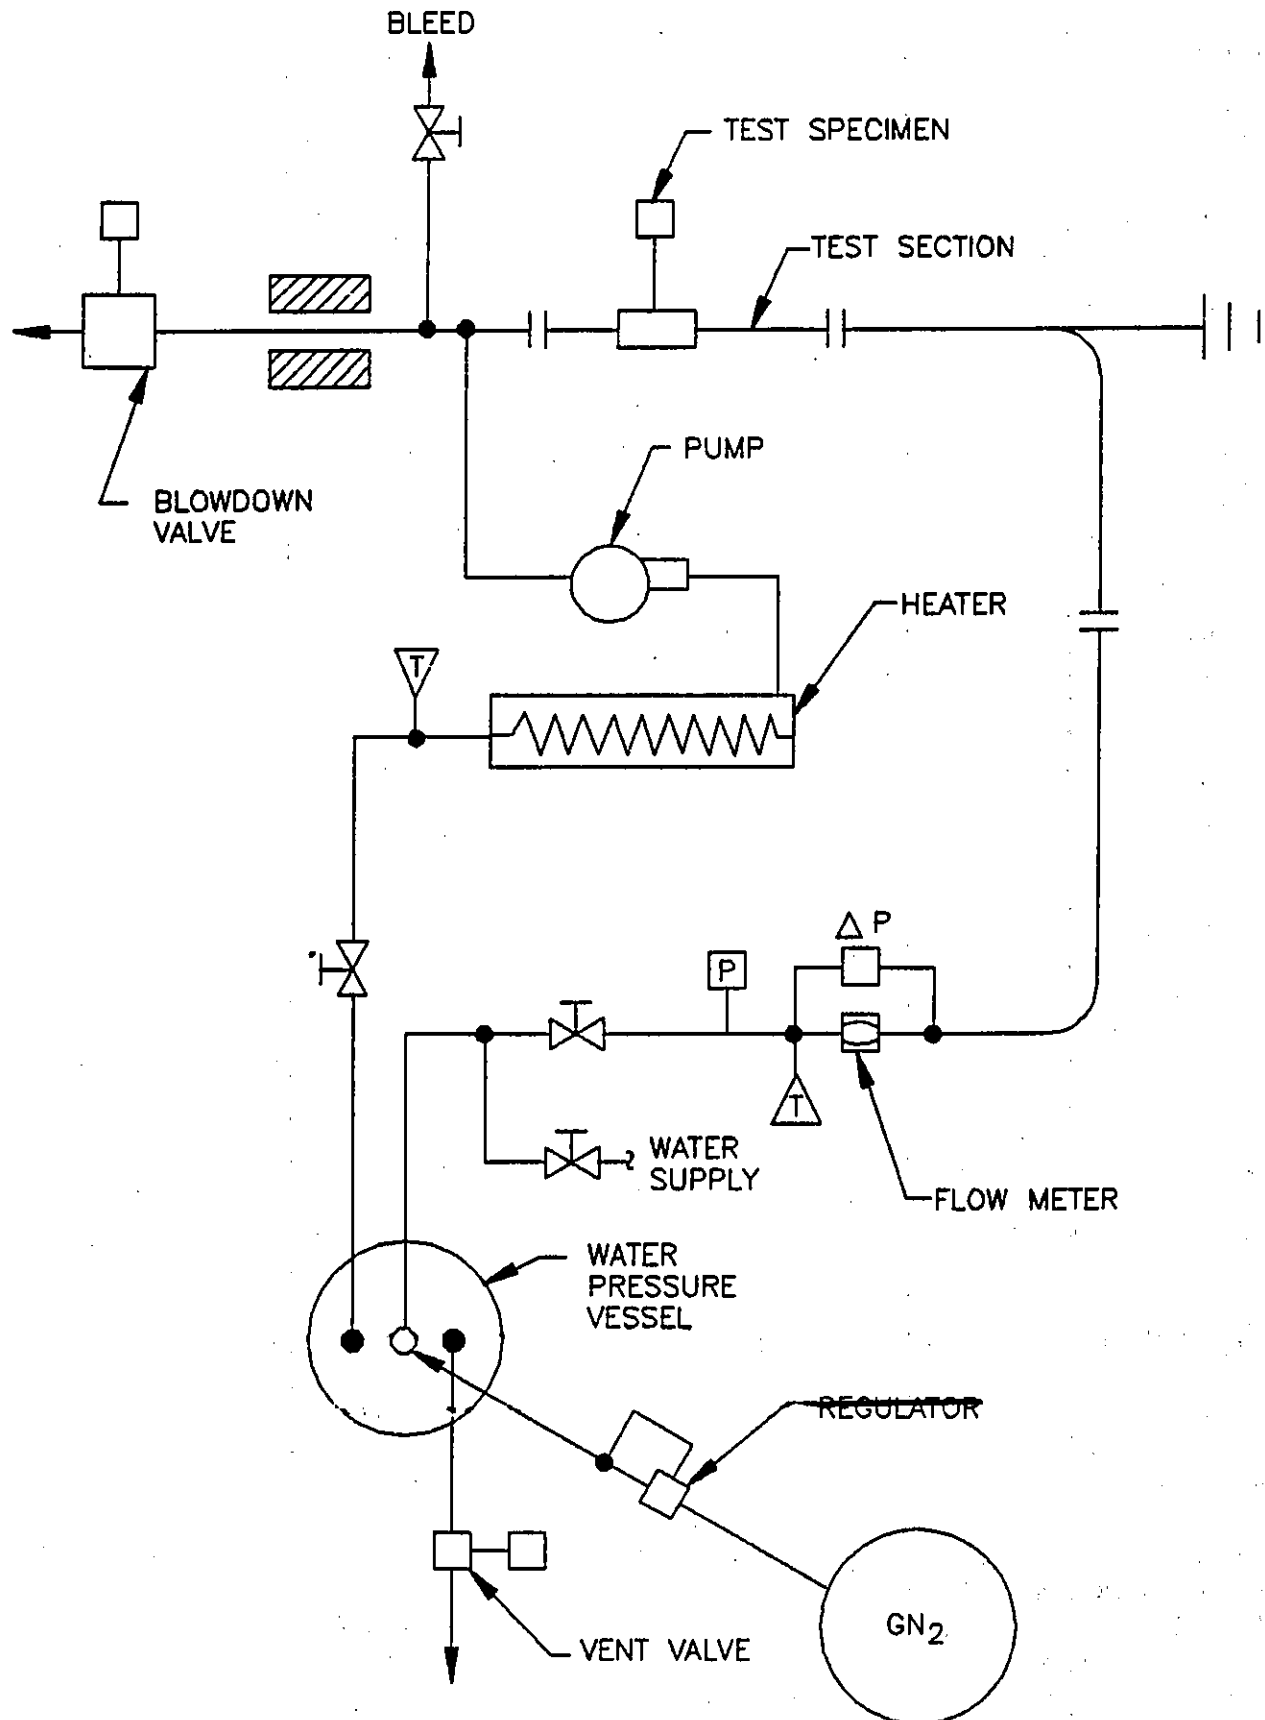 BLEED
TEST SPECIMEN
TEST SECTION
PUMP
BLOWDOWN
VALVE
HEATER
T
Δ P
P
T
WATER
SUPPLY
FLOW METER
WATER
PRESSURE
VESSEL
REGULATOR
GN2
VENT VALVE